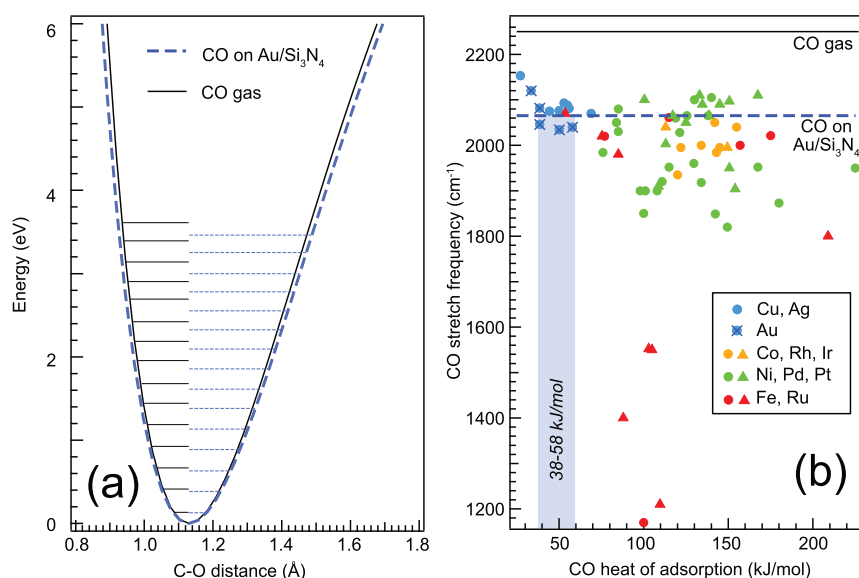 6
4
2
0
Energy (eV)
0.8
1.0
1.2
1.4
1.6
1.8
C-O distance (Å)
CO on Au/Si₃N₄
CO gas
(a)
2200
2000
1800
1600
1400
1200
CO stretch frequency (cm⁻¹)
50
100
150
200
CO heat of adsorption (kJ/mol)
CO gas
CO on
Au/Si₃N₄
Cu, Ag
Au
Co, Rh, Ir
Ni, Pd, Pt
Fe, Ru
38-58 kJ/mol
(b)